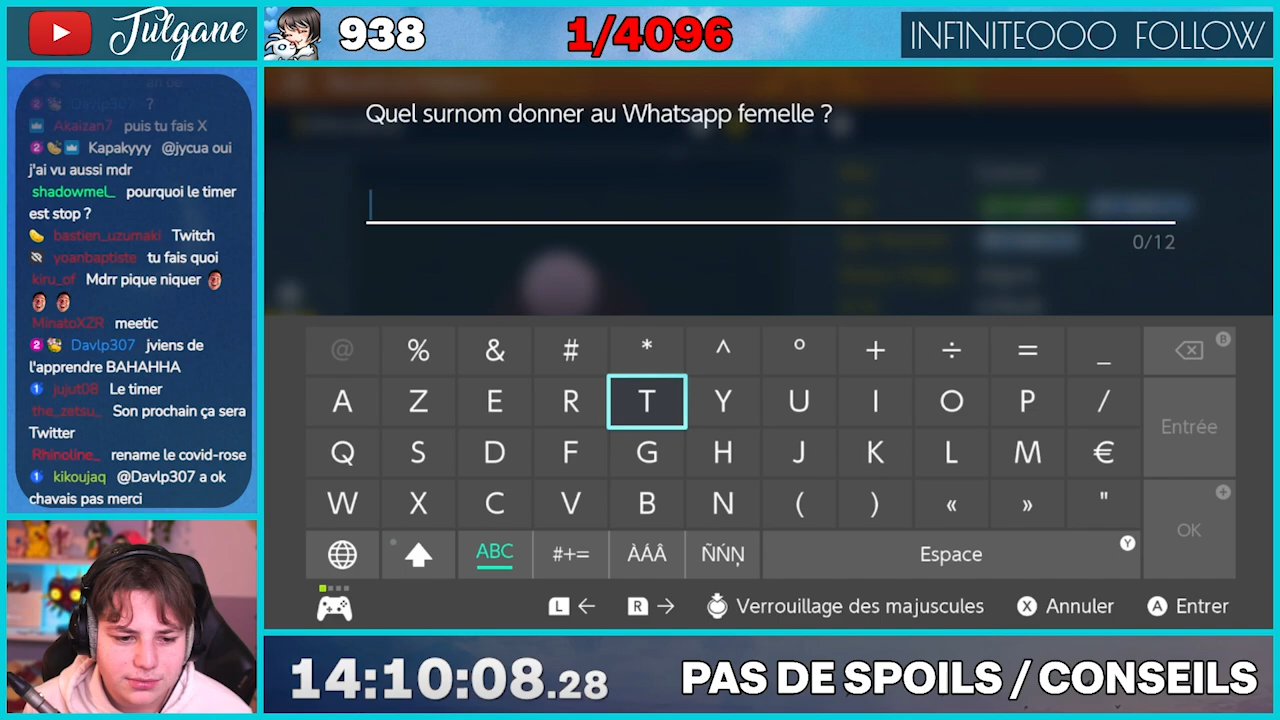 Julgane
938
1/4096
INFINITEOOO FOLLOW
Davlp307 ?
Akaizan7 puis tu fais X
Kapakyyy @jycua oui
j'ai vu aussi mdr
shadowmel_ pourquoi le timer
est stop ?
bastien_uzumaki Twitch
yoanbaptiste tu fais quoi
kiru_of Mdrr pique niquer
MinatoXZR meetic
2 Davlp307 jviens de
l'apprendre BAHAHHA
1 jujut08 Le timer
the_zetsu_ Son prochain ça sera
Twitter
Rhinoline_ rename le covid-rose
1 kikoujaq @Davlp307 a ok
chavais pas merci
Quel surnom donner au Whatsapp femelle ?
0/12
@ % & # * ^ ° + ÷ = _ B
A Z E R T Y U I O P /
Entrée
Q S D F G H J K L M €
W X C V B N ( ) « » "
OK
ABC #+= ÀÁÂ ÑŃŅ Espace Y
L ← R → Verrouillage des majuscules X Annuler A Entrer
14:10:08.28
PAS DE SPOILS / CONSEILS